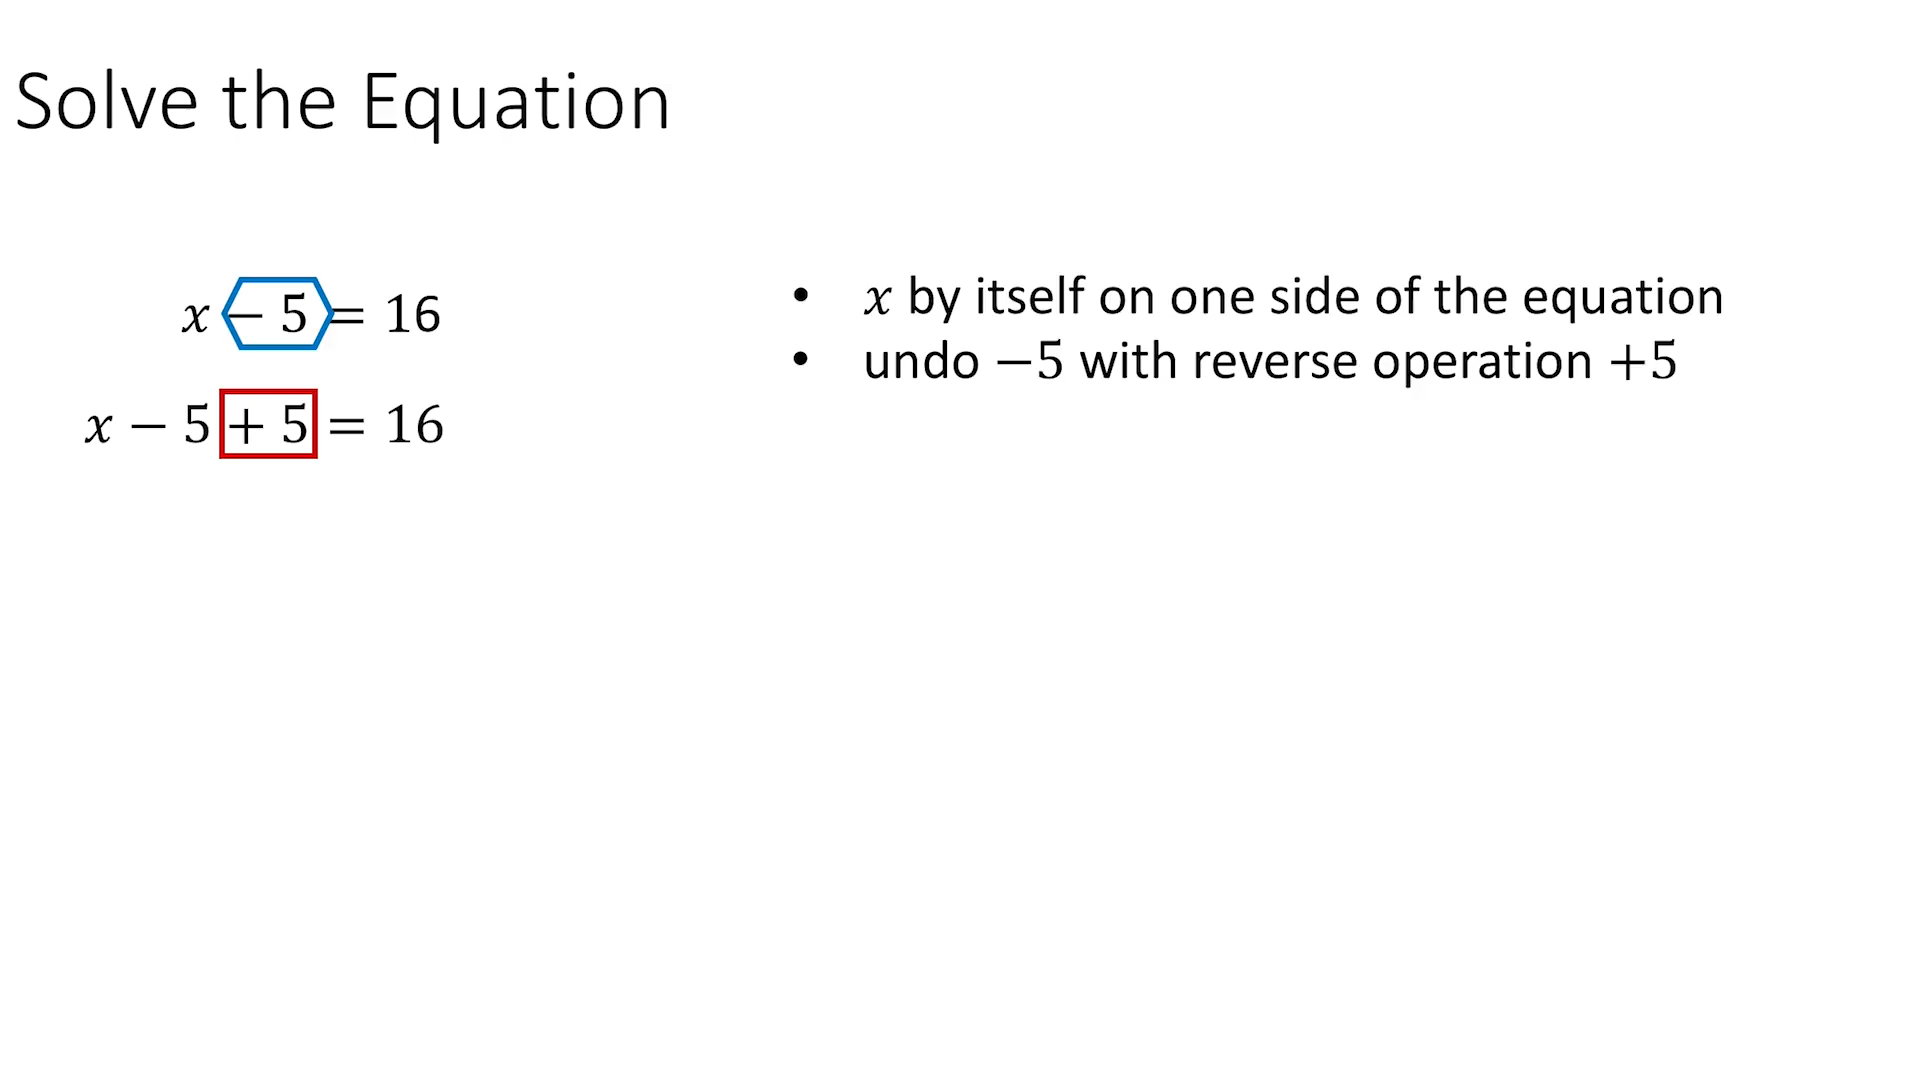 Solve the Equation
𝑥 − 5 = 16
𝑥 − 5 + 5 = 16
• 𝑥 by itself on one side of the equation
• undo −5 with reverse operation +5